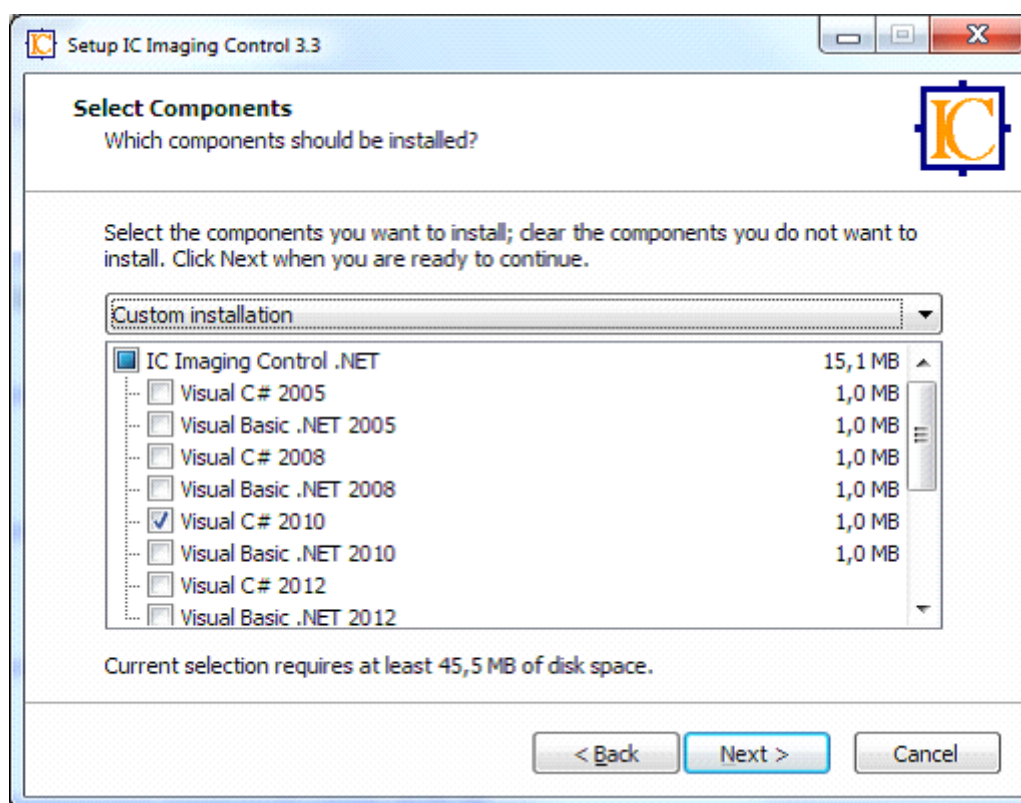 IC Setup IC Imaging Control 3.3
X
Select Components
Which components should be installed?
IC
Select the components you want to install; clear the components you do not want to
install. Click Next when you are ready to continue.
Custom installation
IC Imaging Control .NET 15,1 MB
Visual C# 2005 1,0 MB
Visual Basic .NET 2005 1,0 MB
Visual C# 2008 1,0 MB
Visual Basic .NET 2008 1,0 MB
Visual C# 2010 1,0 MB
Visual Basic .NET 2010 1,0 MB
Visual C# 2012
Visual Basic .NET 2012
Current selection requires at least 45,5 MB of disk space.
< Back Next > Cancel